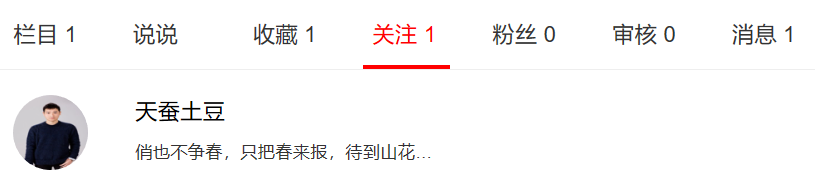 栏目 1 说说 收藏 1 关注 1 粉丝 0 审核 0 消息 1
天蚕土豆
俏也不争春，只把春来报，待到山花...